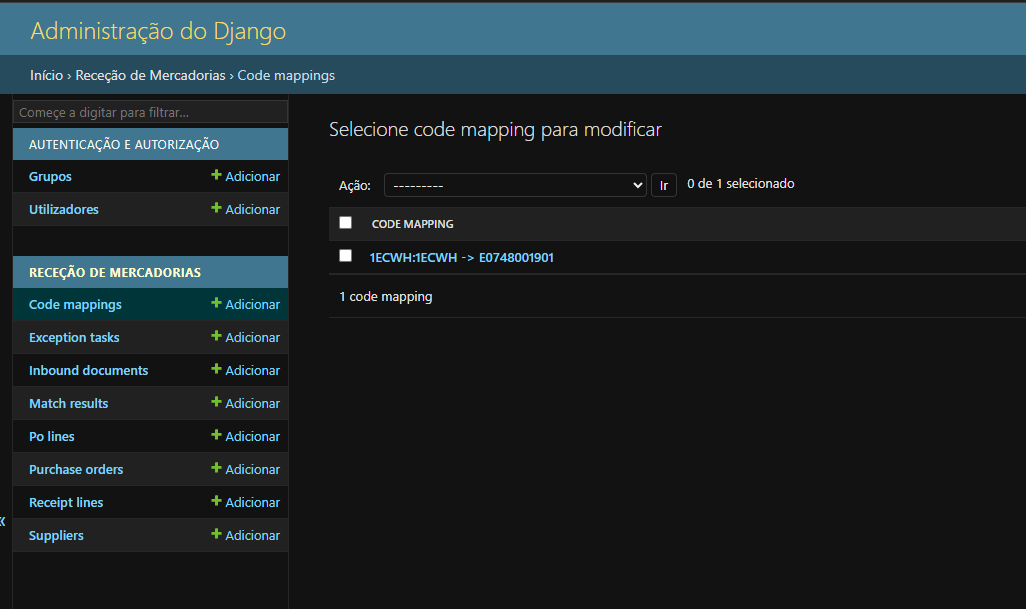 Administração do Django
Início › Receção de Mercadorias › Code mappings
Começe a digitar para filtrar...
AUTENTICAÇÃO E AUTORIZAÇÃO
Grupos + Adicionar
Utilizadores + Adicionar
RECEÇÃO DE MERCADORIAS
Code mappings + Adicionar
Exception tasks + Adicionar
Inbound documents + Adicionar
Match results + Adicionar
Po lines + Adicionar
Purchase orders + Adicionar
Receipt lines + Adicionar
Suppliers + Adicionar
«
Selecione code mapping para modificar
Ação: --------- Ir 0 de 1 selecionado
CODE MAPPING
1ECWH:1ECWH -> E0748001901
1 code mapping